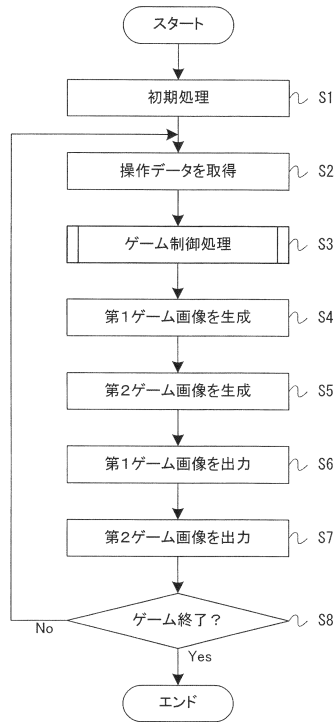 スタート
初期処理 S1
操作データを取得 S2
ゲーム制御処理 S3
第1ゲーム画像を生成 S4
第2ゲーム画像を生成 S5
第1ゲーム画像を出力 S6
第2ゲーム画像を出力 S7
ゲーム終了? S8
No
Yes
エンド